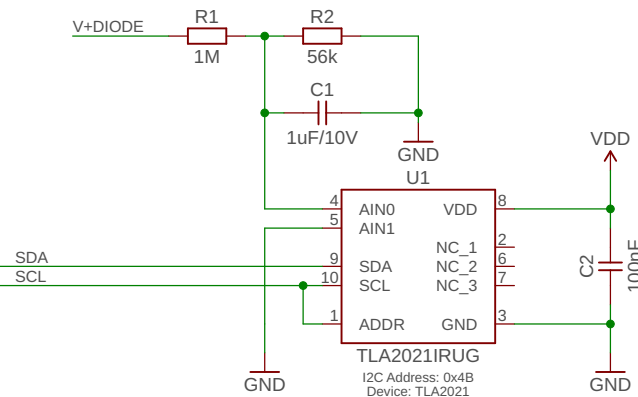 V+DIODE
R1
1M
R2
56k
C1
1uF/10V
GND
VDD
U1
4
AIN0
VDD
8
5
AIN1
NC_1
2
9
SDA
NC_2
6
10
SCL
NC_3
7
1
ADDR
GND
3
SDA
SCL
C2
100nF
TLA2021IRUG
I2C Address: 0x4B
Device: TLA2021
GND
GND